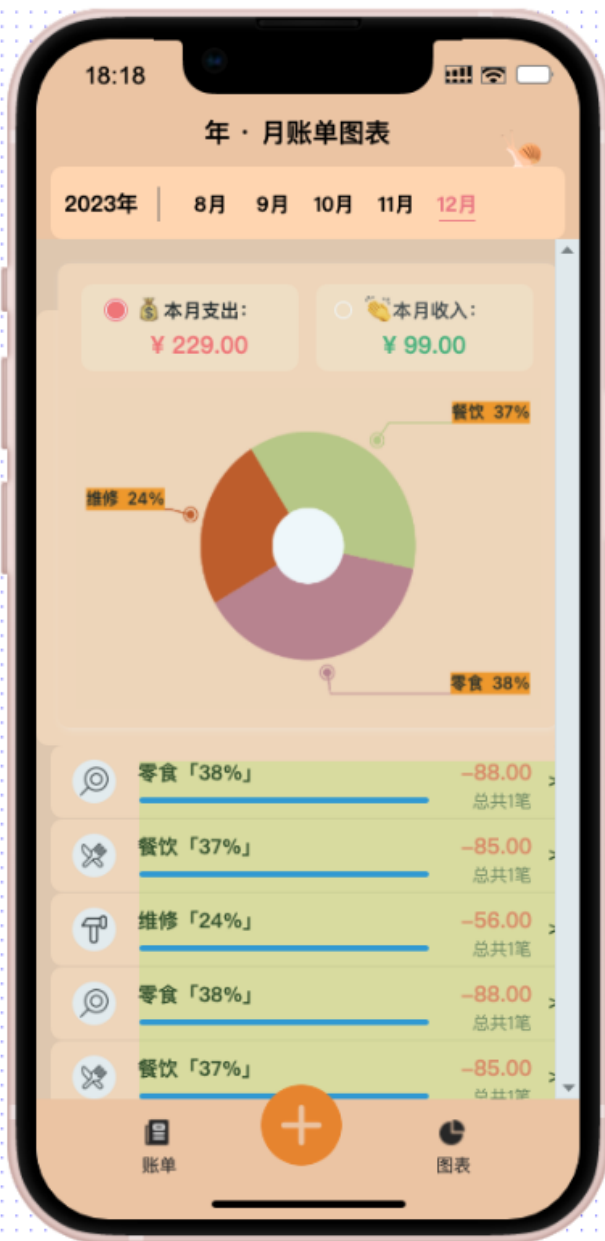 18:18
年 · 月账单图表
2023年 8月 9月 10月 11月 12月
本月支出: 本月收入:
¥ 229.00 ¥ 99.00
餐饮 37%
维修 24%
零食 38%
零食「38%」 -88.00 >
总共1笔
餐饮「37%」 -85.00 >
总共1笔
维修「24%」 -56.00 >
总共1笔
零食「38%」 -88.00 >
总共1笔
餐饮「37%」 -85.00 >
总共1笔
账单 图表